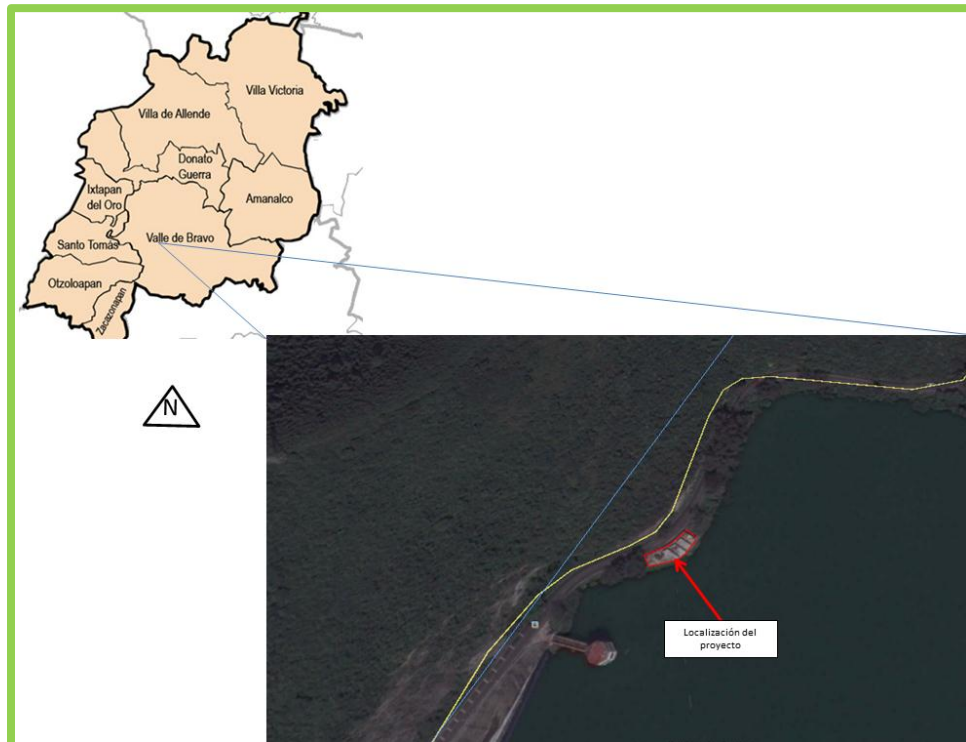 Villa Victoria
Villa de Allende
Donato
Guerra
Ixtapan
del Oro
Amanalco
Santo Tomás
Valle de Bravo
Otzoloapan
Zacazonapan
N
Localización del
proyecto